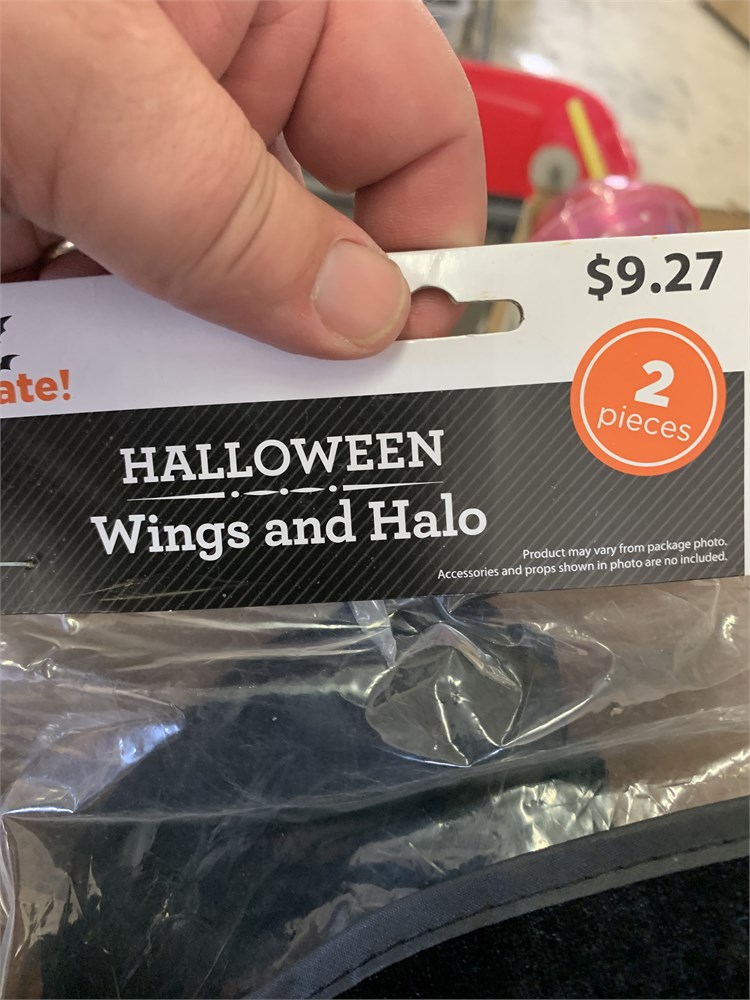 $9.27
ate!
2
pieces
HALLOWEEN
Wings and Halo
Product may vary from package photo.
Accessories and props shown in photo are no included.